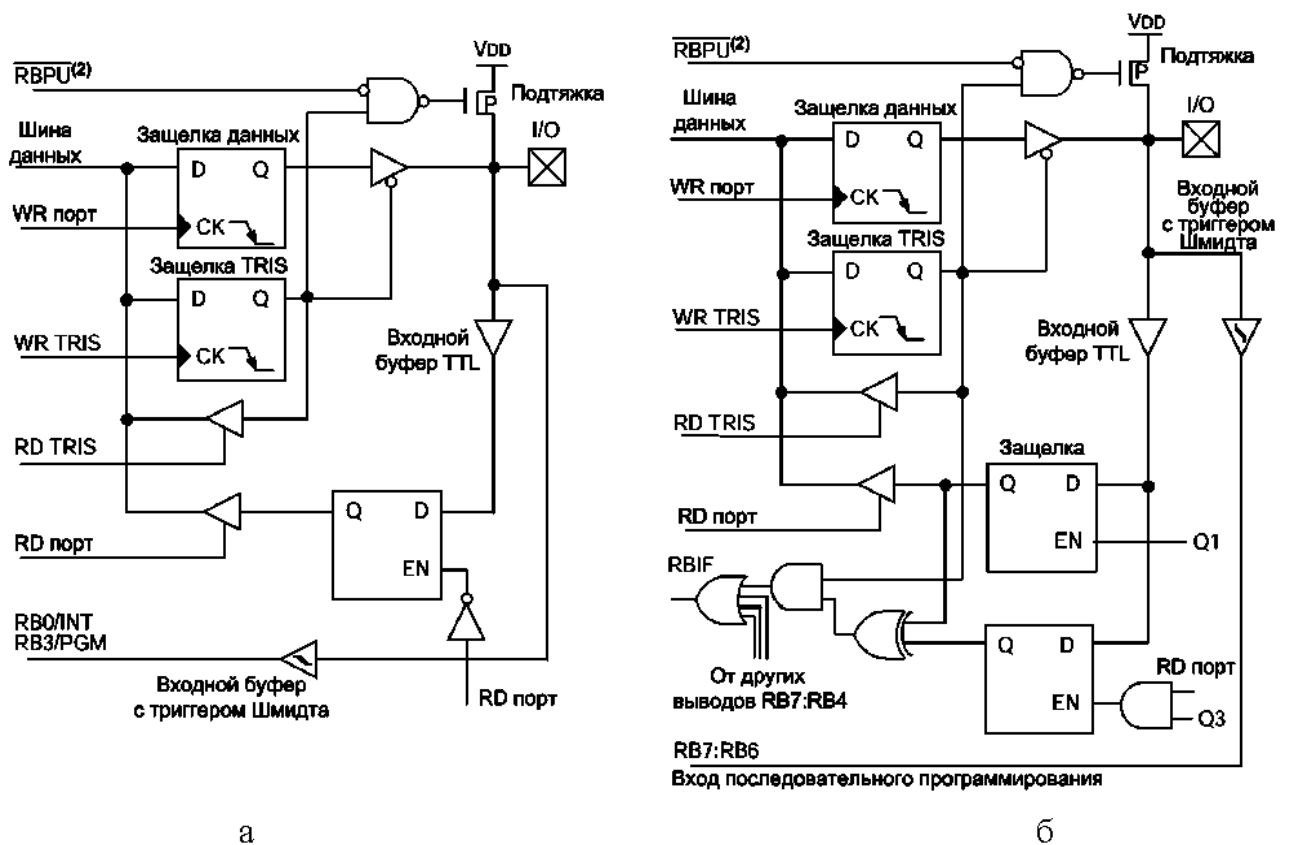 RBPU(2)
VDD
P
Подтяжка
Шина
данных
Защелка данных
I/O
D Q
WR порт
CK
Защелка TRIS
D Q
WR TRIS
CK
Входной
буфер TTL
RD TRIS
Q D
RD порт
EN
RB0/INT
RB3/PGM
Входной буфер
с триггером Шмидта
RD порт
а
RBPU(2)
VDD
P
Подтяжка
Шина
данных
Защелка данных
I/O
D Q
WR порт
CK
Входной
буфер
с триггером
Шмидта
Защелка TRIS
D Q
WR TRIS
CK
Входной
буфер TTL
RD TRIS
Защелка
Q D
RD порт
EN
Q1
RBIF
Q D
От других
выводов RB7:RB4
RD порт
EN
Q3
RB7:RB6
Вход последовательного программирования
б